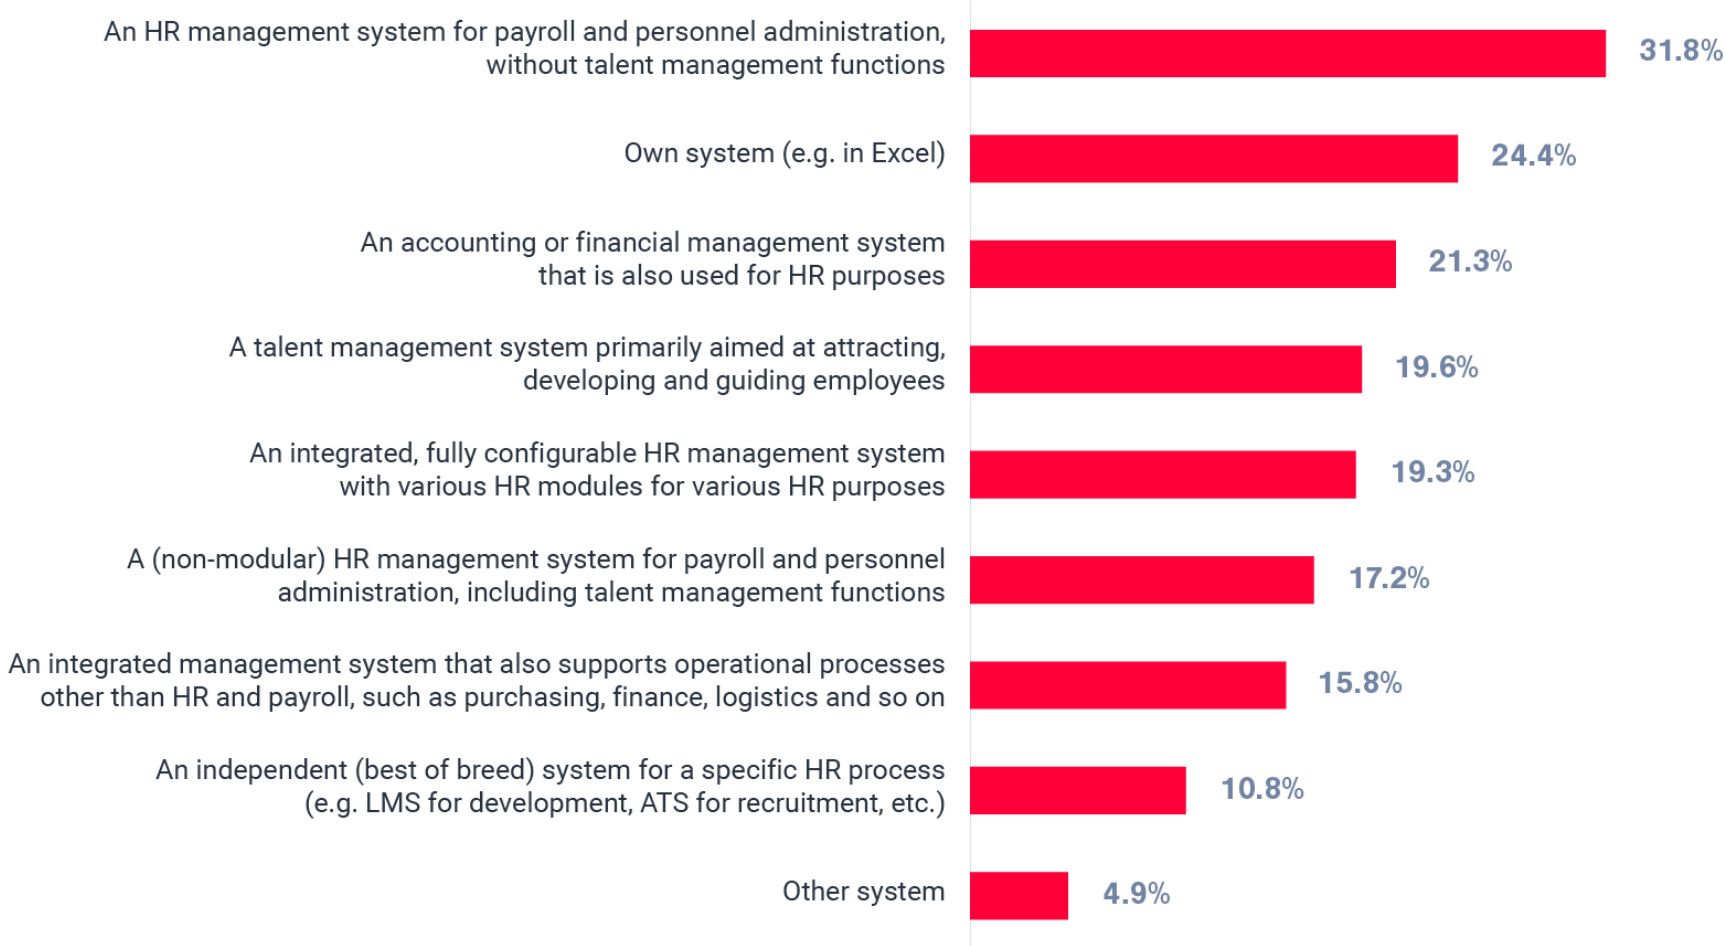 An HR management system for payroll and personnel administration,
without talent management functions
31.8%
Own system (e.g. in Excel)
24.4%
An accounting or financial management system
that is also used for HR purposes
21.3%
A talent management system primarily aimed at attracting,
developing and guiding employees
19.6%
An integrated, fully configurable HR management system
with various HR modules for various HR purposes
19.3%
A (non-modular) HR management system for payroll and personnel
administration, including talent management functions
17.2%
An integrated management system that also supports operational processes
other than HR and payroll, such as purchasing, finance, logistics and so on
15.8%
An independent (best of breed) system for a specific HR process
(e.g. LMS for development, ATS for recruitment, etc.)
10.8%
Other system
4.9%